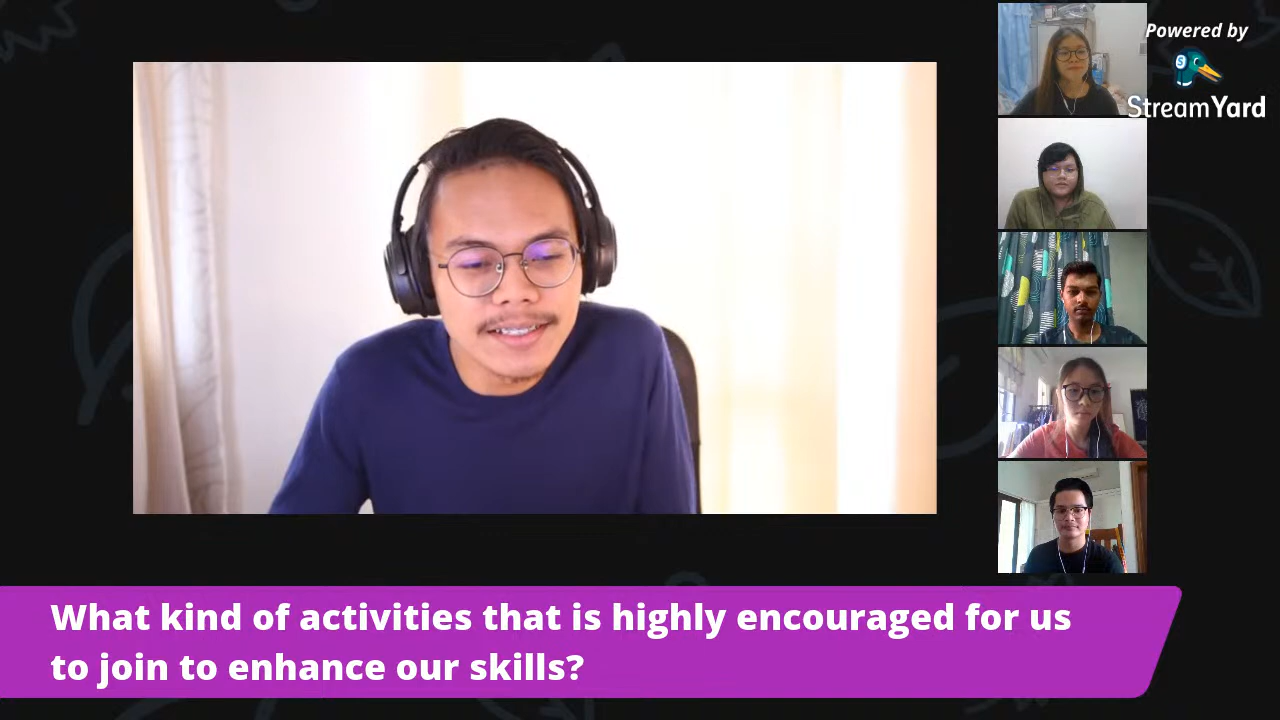 Powered by
StreamYard
What kind of activities that is highly encouraged for us
to join to enhance our skills?